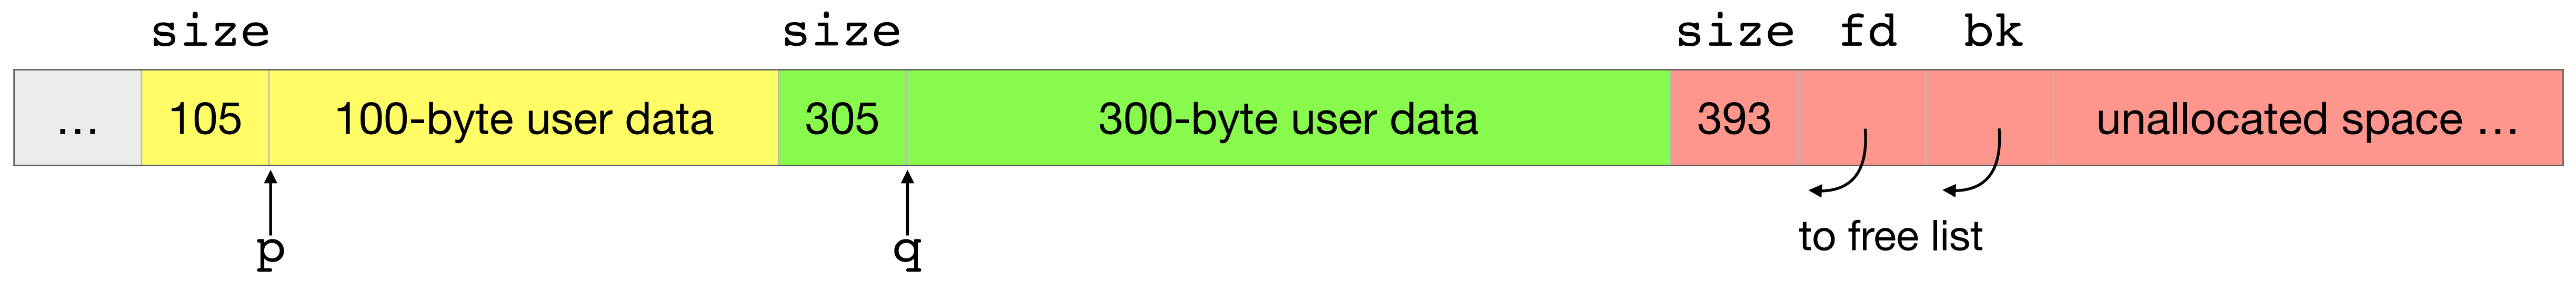 size size size fd bk
... 105 100-byte user data 305 300-byte user data 393 unallocated space ...
p q to free list